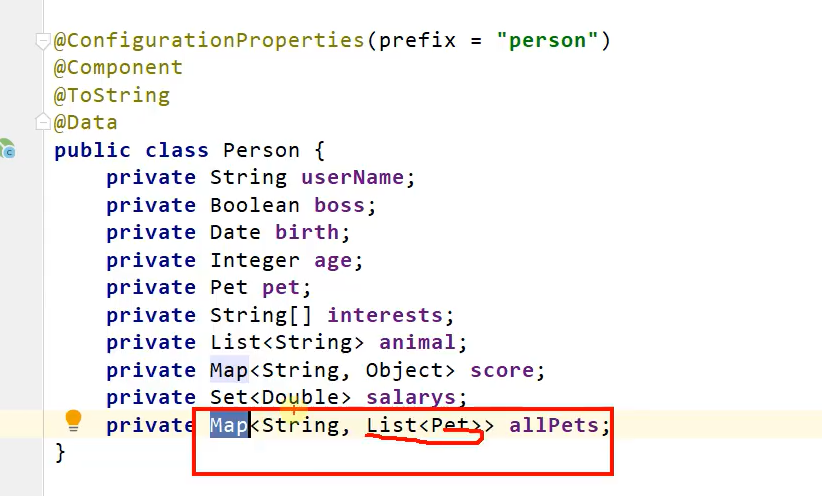 @ConfigurationProperties(prefix = "person")
@Component
@ToString
@Data
public class Person {
private String userName;
private Boolean boss;
private Date birth;
private Integer age;
private Pet pet;
private String[] interests;
private List<String> animal;
private Map<String, Object> score;
private Set<Double> salarys;
private Map<String, List<Pet>> allPets;
}